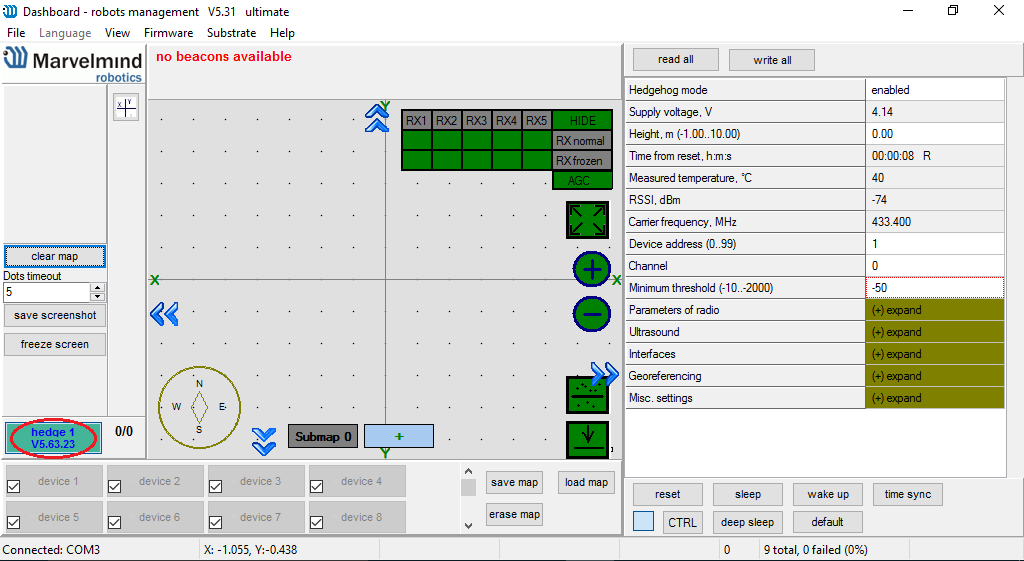 Dashboard - robots management   V5.31   ultimate
File Language View Firmware Substrate Help
Marvelmind
robotics
no beacons available
X Y
clear map
Dots timeout
5
save screenshot
freeze screen
hedge 1
V5.63.23
0/0
Y
RX1 RX2 RX3 RX4 RX5 HIDE
RX normal
RX frozen
AGC
X
X
N
W E
S
Submap 0
+
Y
read all
write all
Hedgehog mode enabled
Supply voltage, V 4.14
Height, m (-1.00..10.00) 0.00
Time from reset, h:m:s 00:00:08 R
Measured temperature, °C 40
RSSI, dBm -74
Carrier frequency, MHz 433.400
Device address (0..99) 1
Channel 0
Minimum threshold (-10..-2000) -50
Parameters of radio (+) expand
Ultrasound (+) expand
Interfaces (+) expand
Georeferencing (+) expand
Misc. settings (+) expand
device 1 device 2 device 3 device 4
device 5 device 6 device 7 device 8
save map load map
erase map
reset sleep wake up time sync
CTRL deep sleep default
Connected: COM3 X: -1.055, Y:-0.438 0 9 total, 0 failed (0%)